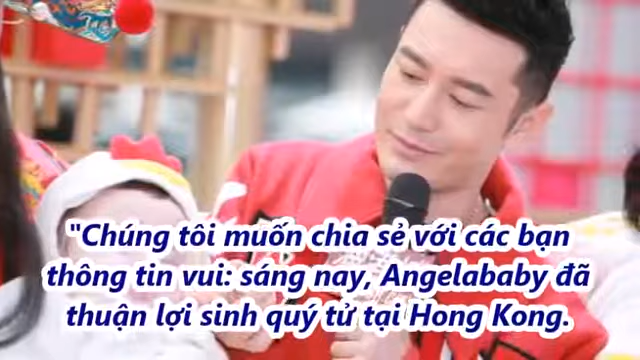 "Chúng tôi muốn chia sẻ với các bạn
thông tin vui: sáng nay, Angelababy đã
thuận lợi sinh quý tử tại Hong Kong.